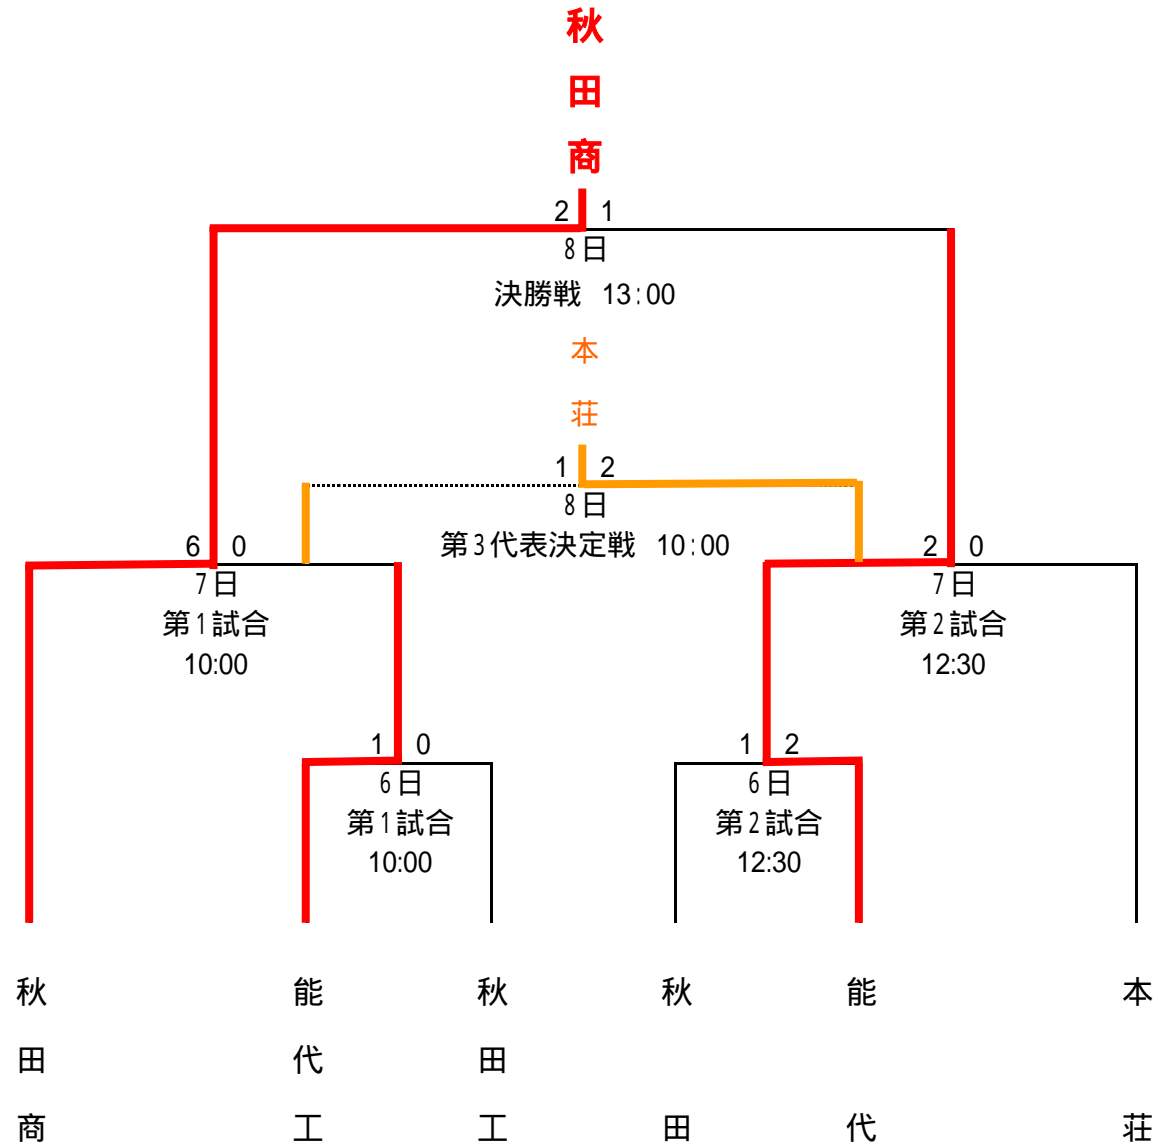 秋田商
2 1
8日
決勝戦 13:00
本荘
1 2
8日
第3代表決定戦 10:00
6 0
7日
第1試合
10:00
2 0
7日
第2試合
12:30
1 0
6日
第1試合
10:00
1 2
6日
第2試合
12:30
秋田商
能代工
秋田工
秋田
能代
本荘